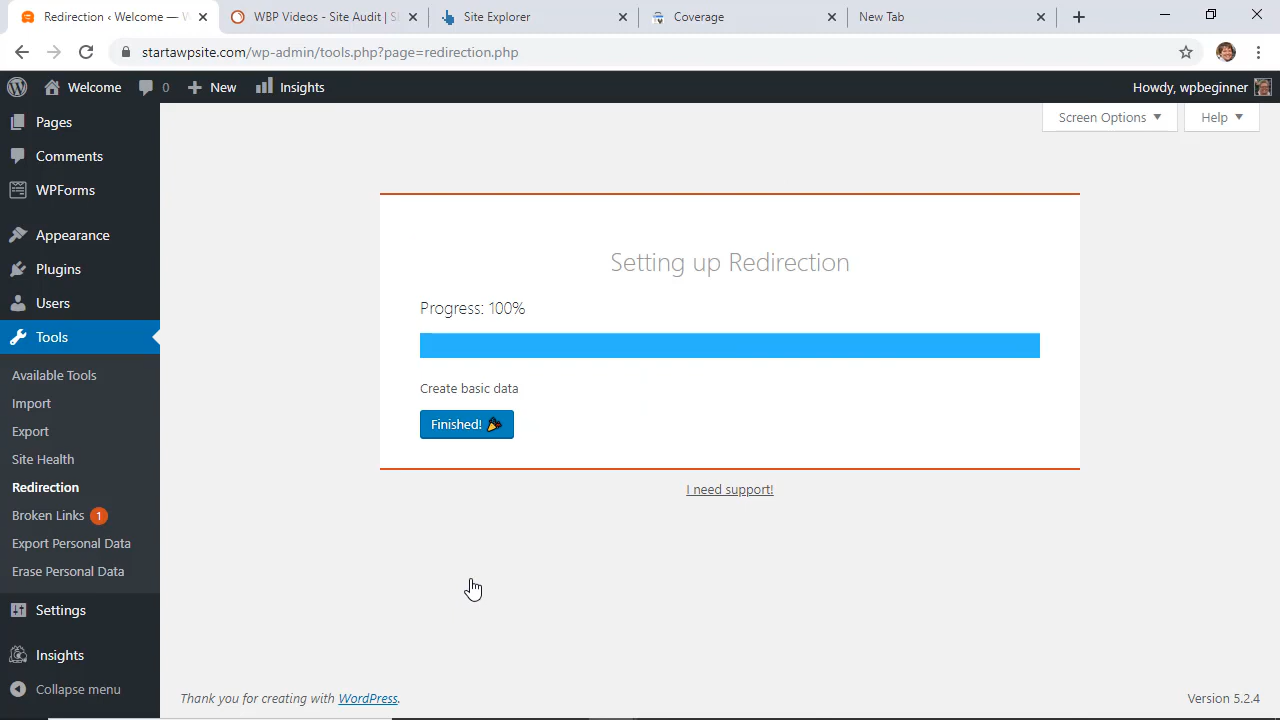 Redirection ‹ Welcome — W
WBP Videos - Site Audit | S
Site Explorer
Coverage
New Tab
startawpsite.com/wp-admin/tools.php?page=redirection.php
Welcome
0
New
Insights
Howdy, wpbeginner
Screen Options
Help
Pages
Comments
WPForms
Appearance
Plugins
Users
Tools
Available Tools
Import
Export
Site Health
Redirection
Broken Links 1
Export Personal Data
Erase Personal Data
Settings
Insights
Collapse menu
Setting up Redirection
Progress: 100%
Create basic data
Finished! 🎉
I need support!
Thank you for creating with WordPress.
Version 5.2.4